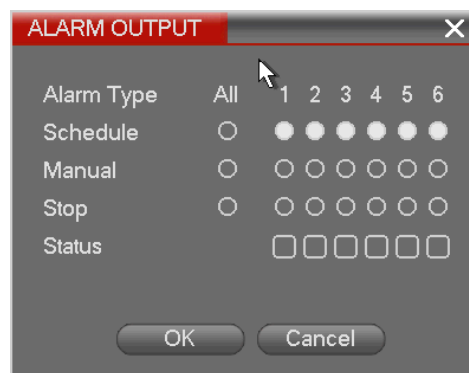 ALARM OUTPUT
Alarm Type All 1 2 3 4 5 6
Schedule
Manual
Stop
Status
OK Cancel